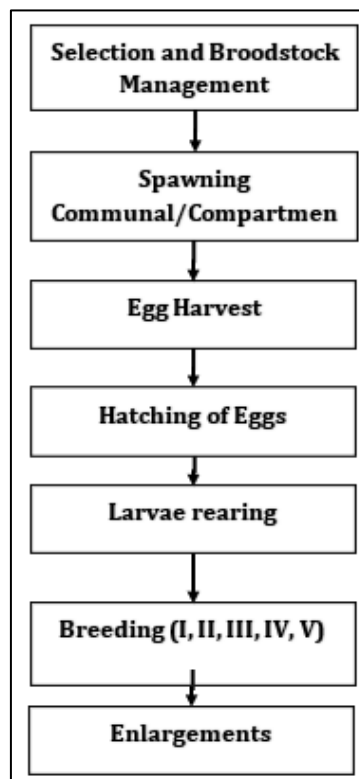 Selection and Broodstock
Management
Spawning
Communal/Compartmen
Egg Harvest
Hatching of Eggs
Larvae rearing
Breeding (I, II, III, IV, V)
Enlargements